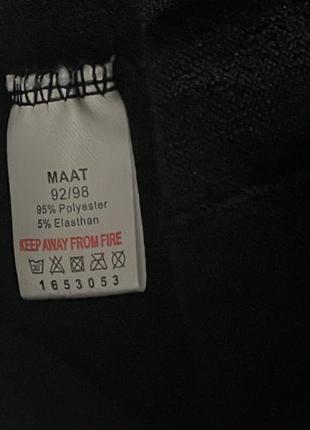 MAAT
92/98
95% Polyester
5% Elasthan
KEEP AWAY FROM FIRE
1653053